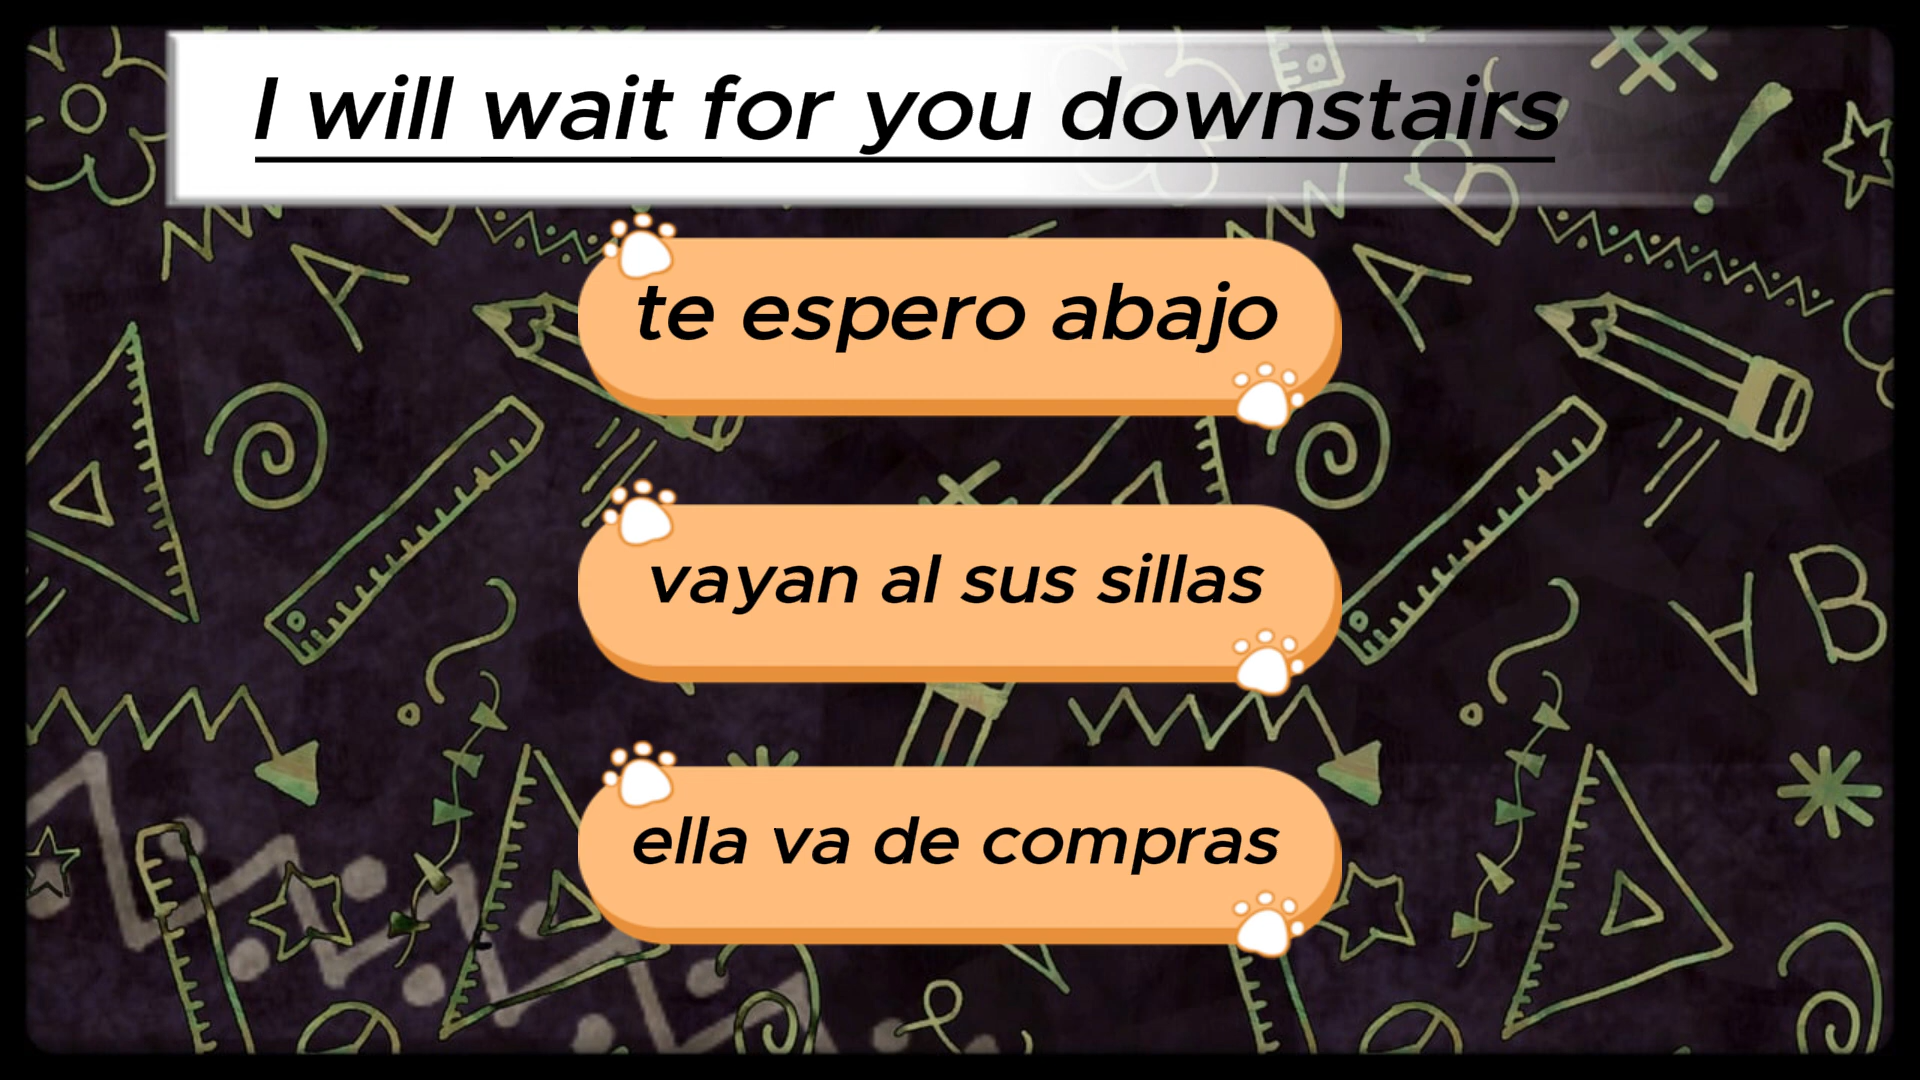 I will wait for you downstairs
te espero abajo
vayan al sus sillas
ella va de compras